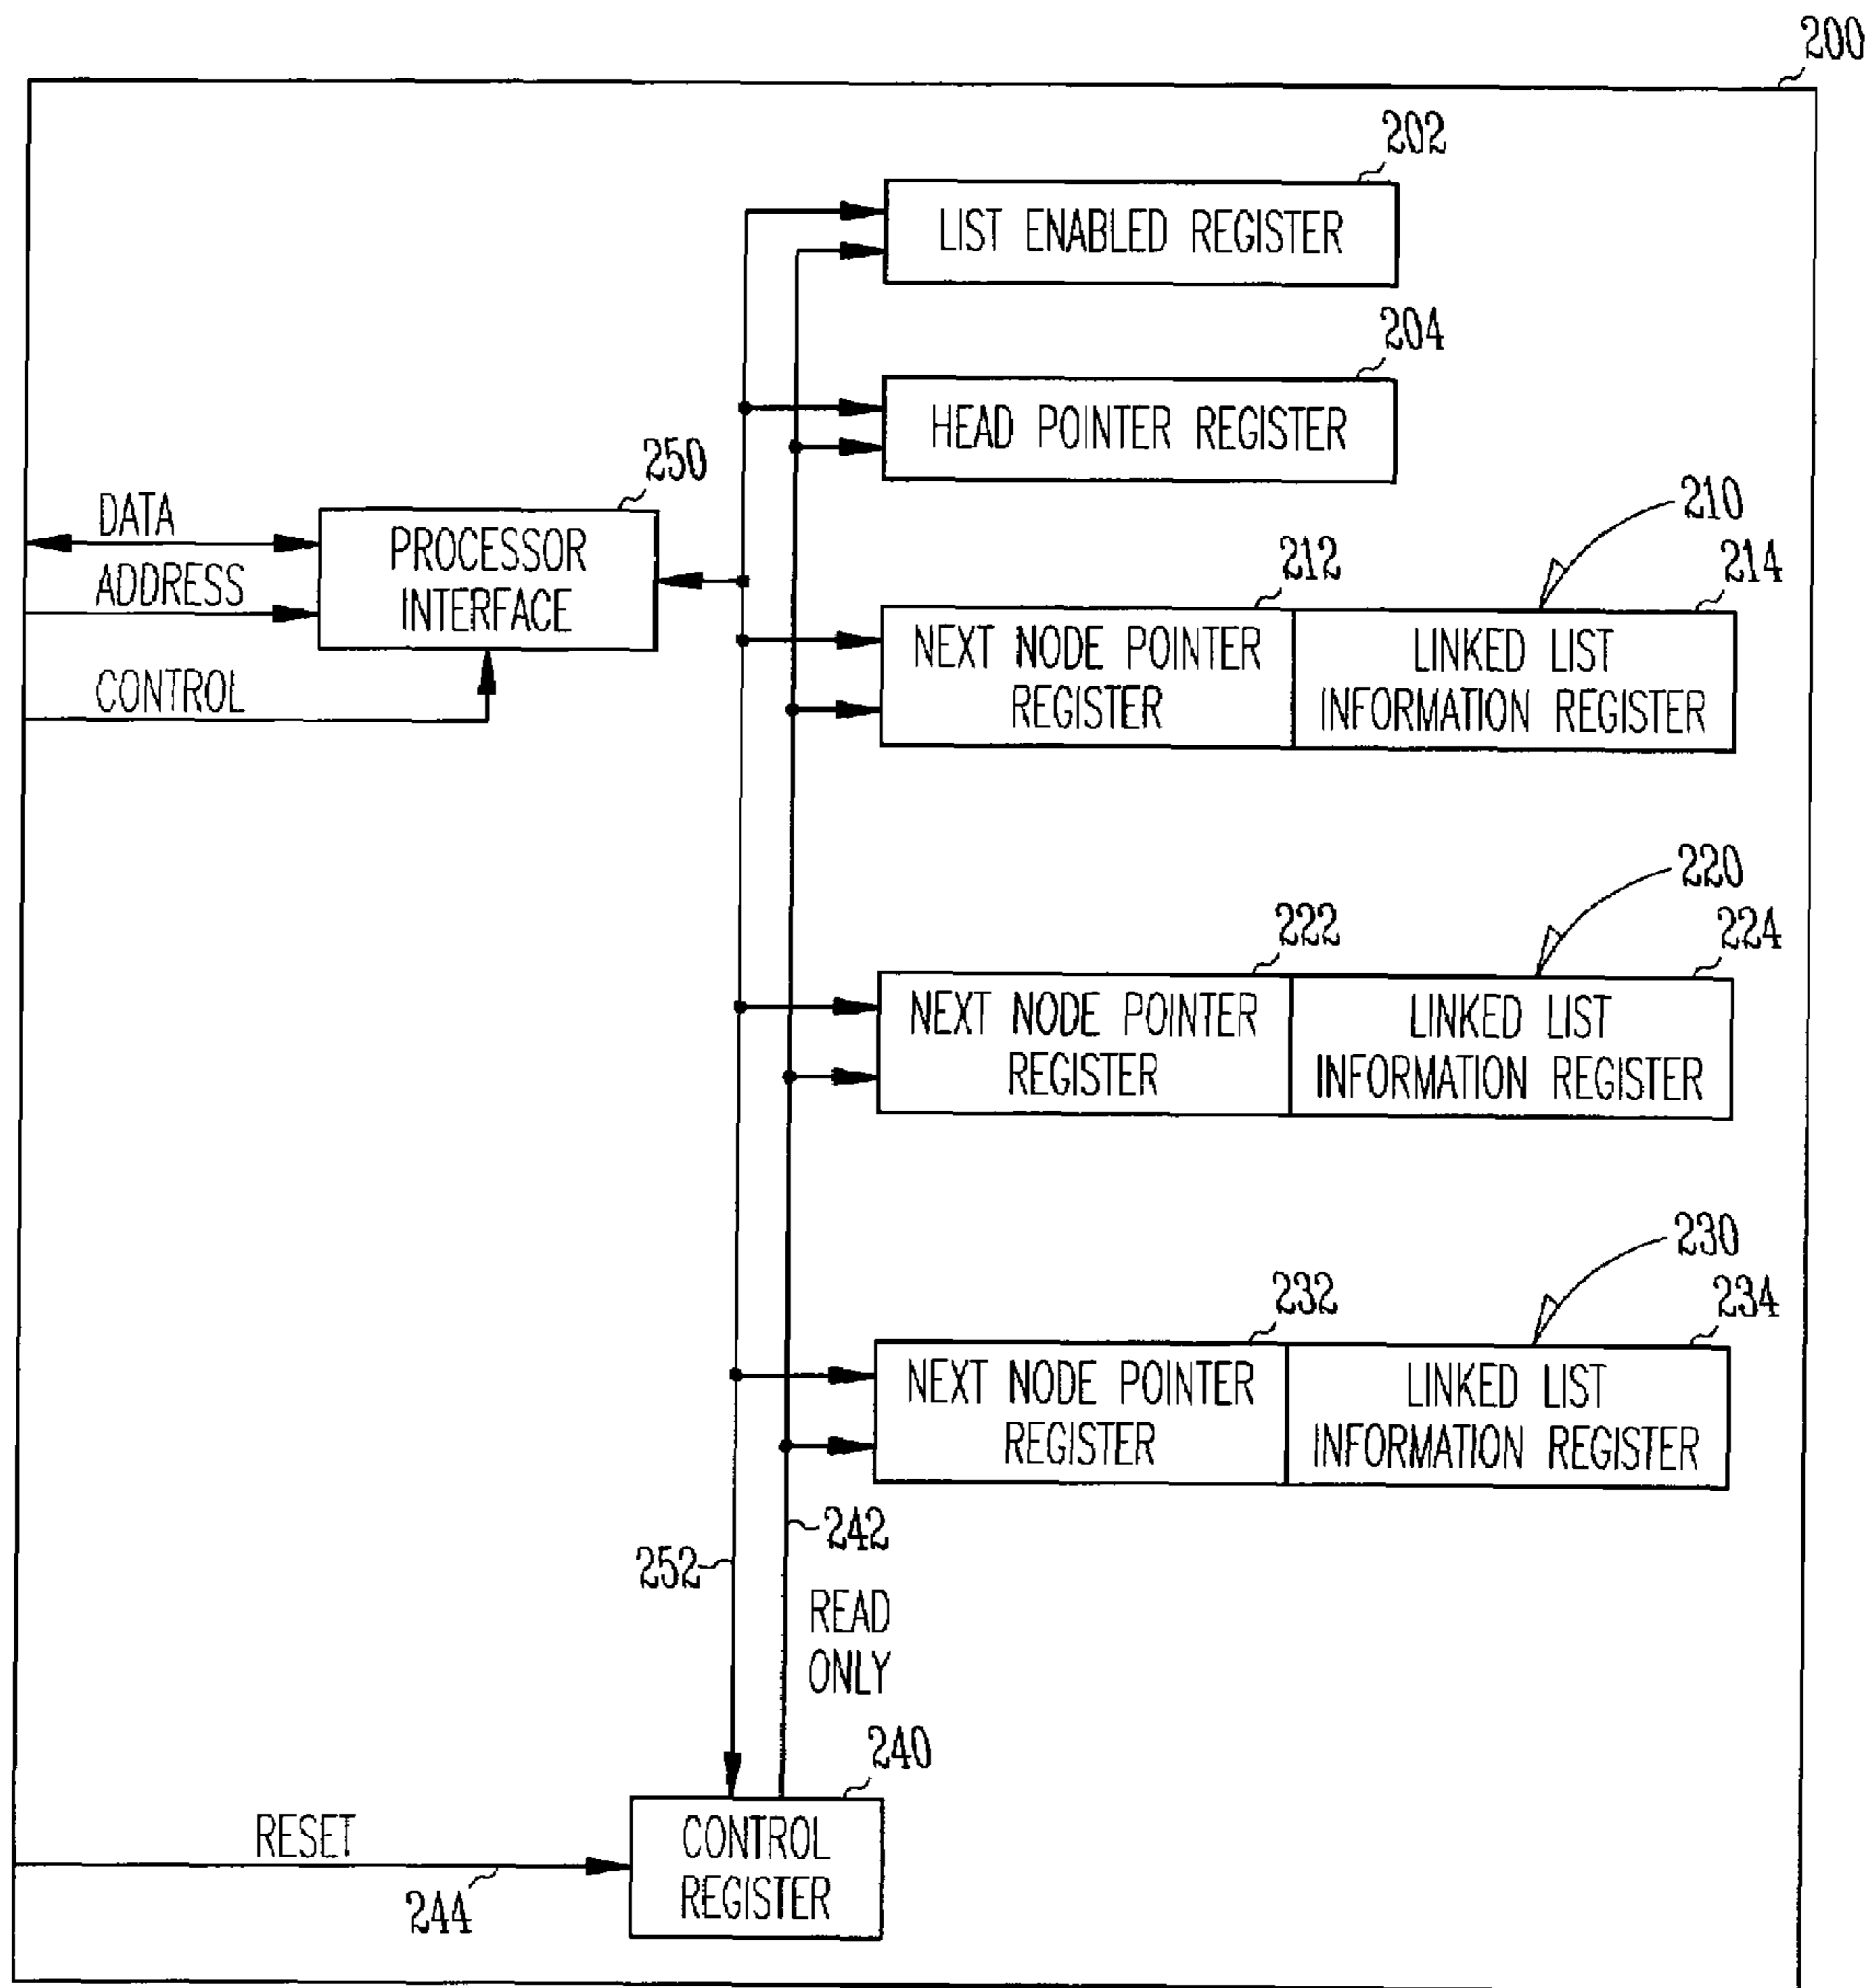 200
202
LIST ENABLED REGISTER
204
HEAD POINTER REGISTER
250
DATA
PROCESSOR
INTERFACE
ADDRESS
CONTROL
210
212
214
NEXT NODE POINTER
REGISTER
LINKED LIST
INFORMATION REGISTER
220
222
224
NEXT NODE POINTER
REGISTER
LINKED LIST
INFORMATION REGISTER
230
232
234
NEXT NODE POINTER
REGISTER
LINKED LIST
INFORMATION REGISTER
242
252
READ
ONLY
240
RESET
CONTROL
REGISTER
244